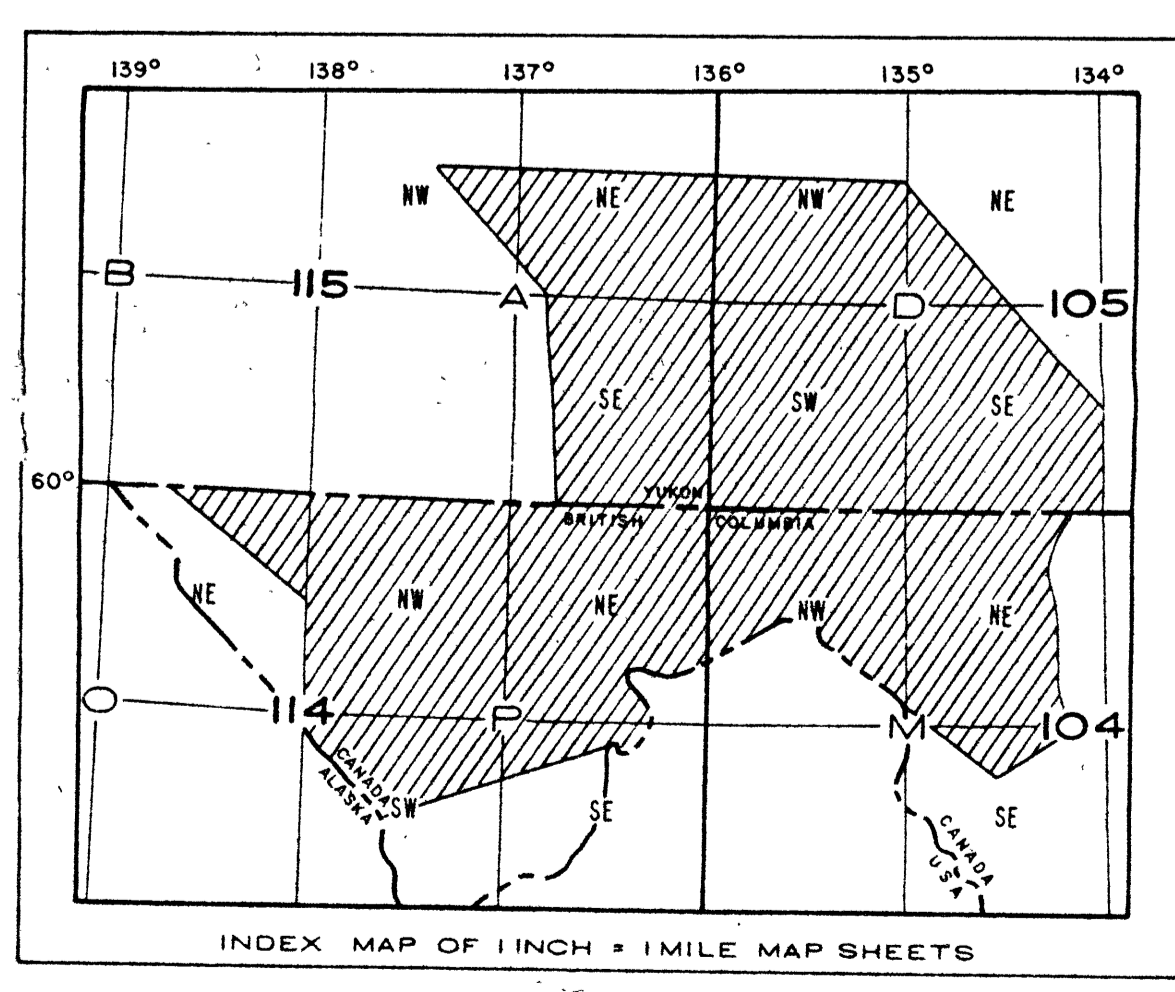 139° 138° 137° 136° 135° 134°
NW NE NW NE
B 115 A D 105
SE SW SE
60°
YUKON
BRITISH COLUMBIA
NE NW NE NW NE
O 114 P M 104
CANADA
ALASKA
SW SE SE
CANADA
USA
INDEX MAP OF 1 INCH = 1 MILE MAP SHEETS